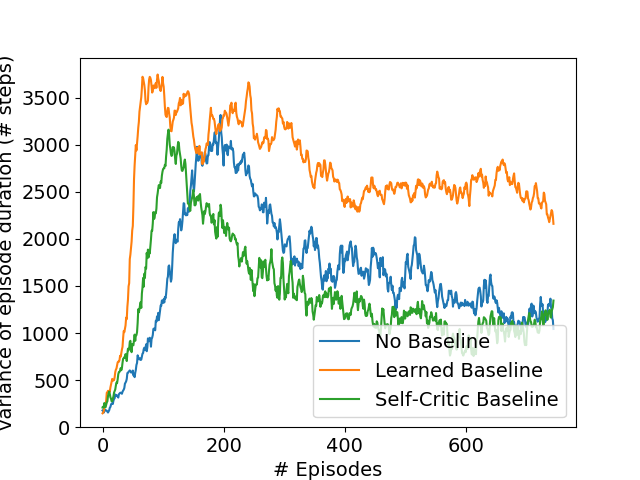 Variance of episode duration (# steps)
3500
3000
2500
2000
1500
1000
500
0
0 200 400 600
# Episodes
No Baseline
Learned Baseline
Self-Critic Baseline